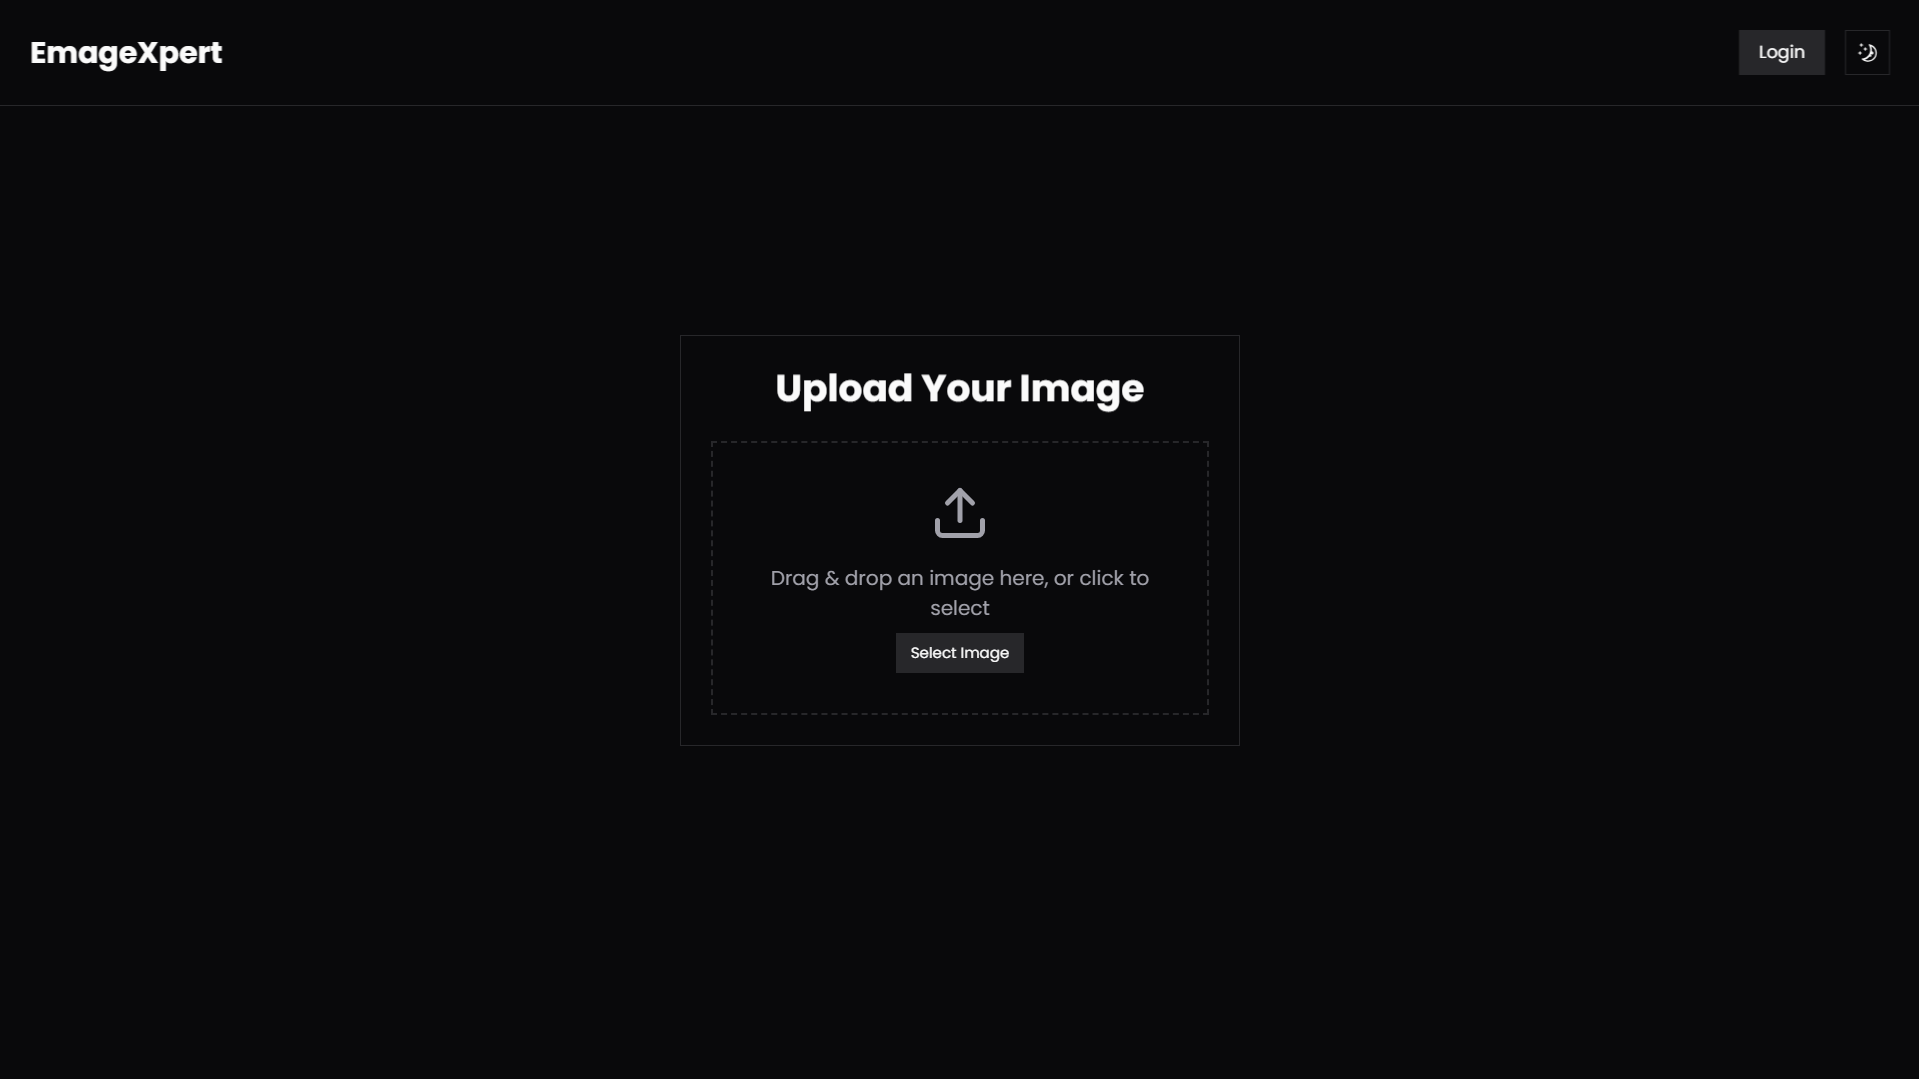 EmageXpert
Login
Upload Your Image
Drag & drop an image here, or click to
select
Select Image